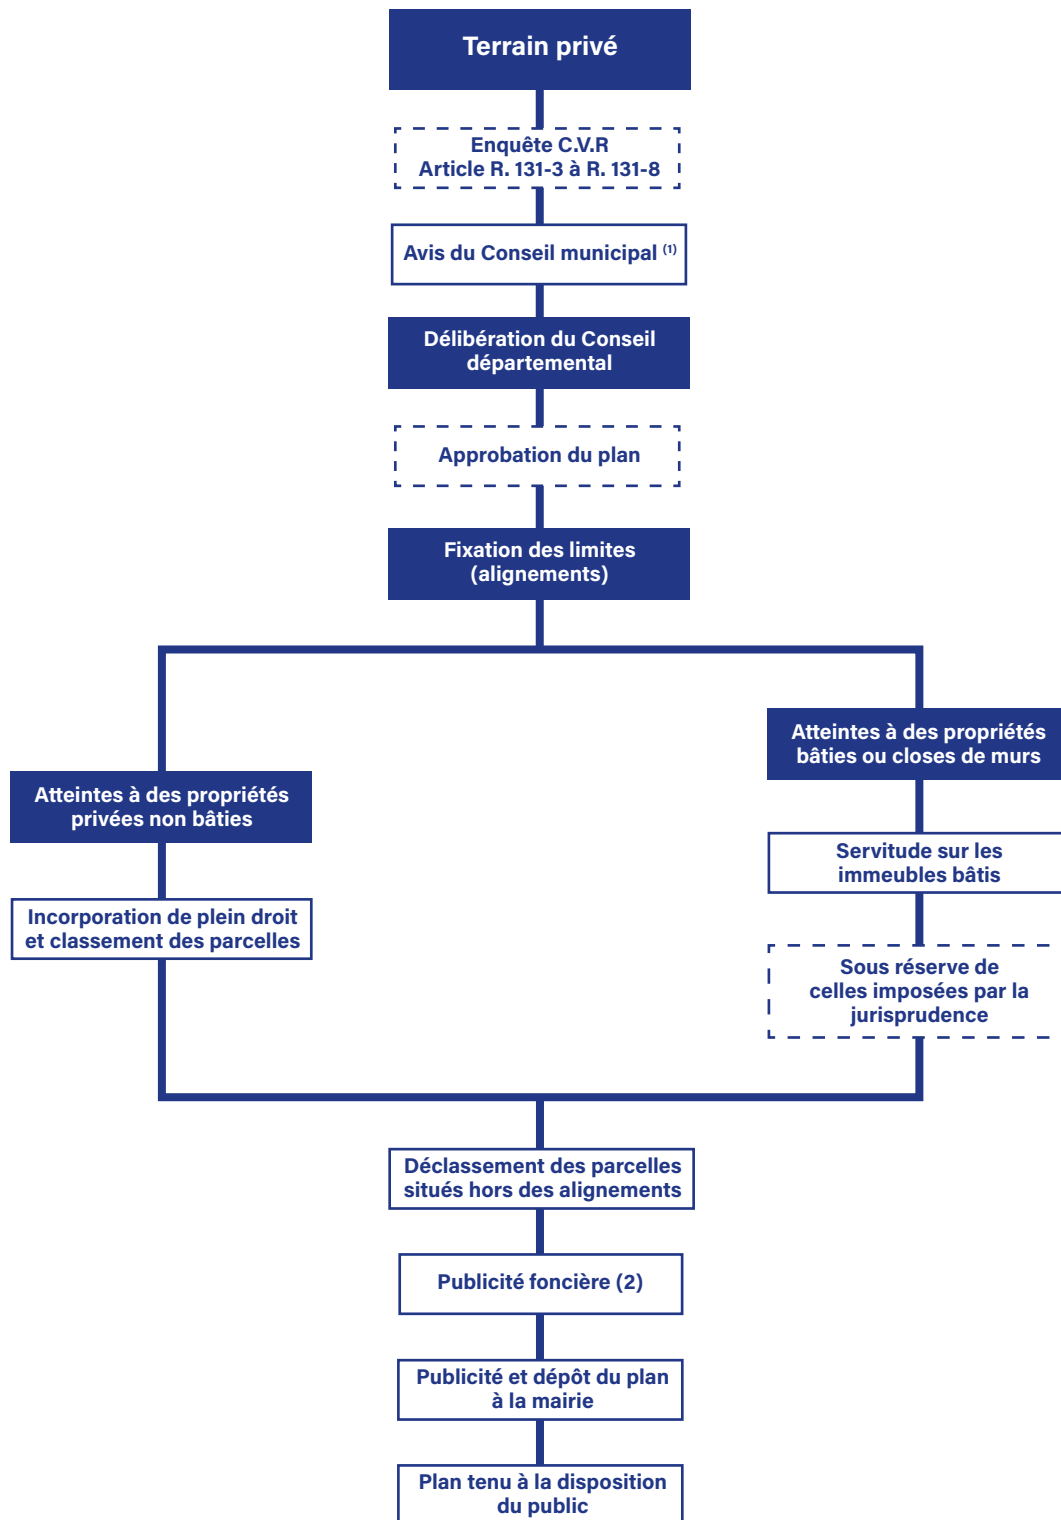 Terrain privé
Enquête C.V.R
Article R. 131-3 à R. 131-8
Avis du Conseil municipal (1)
Délibération du Conseil
départemental
Approbation du plan
Fixation des limites
(alignements)
Atteintes à des propriétés
privées non bâties
Incorporation de plein droit
et classement des parcelles
Atteintes à des propriétés
bâties ou closes de murs
Servitude sur les
immeubles bâtis
Sous réserve de
celles imposées par la
jurisprudence
Déclassement des parcelles
situés hors des alignements
Publicité foncière (2)
Publicité et dépôt du plan
à la mairie
Plan tenu à la disposition
du public